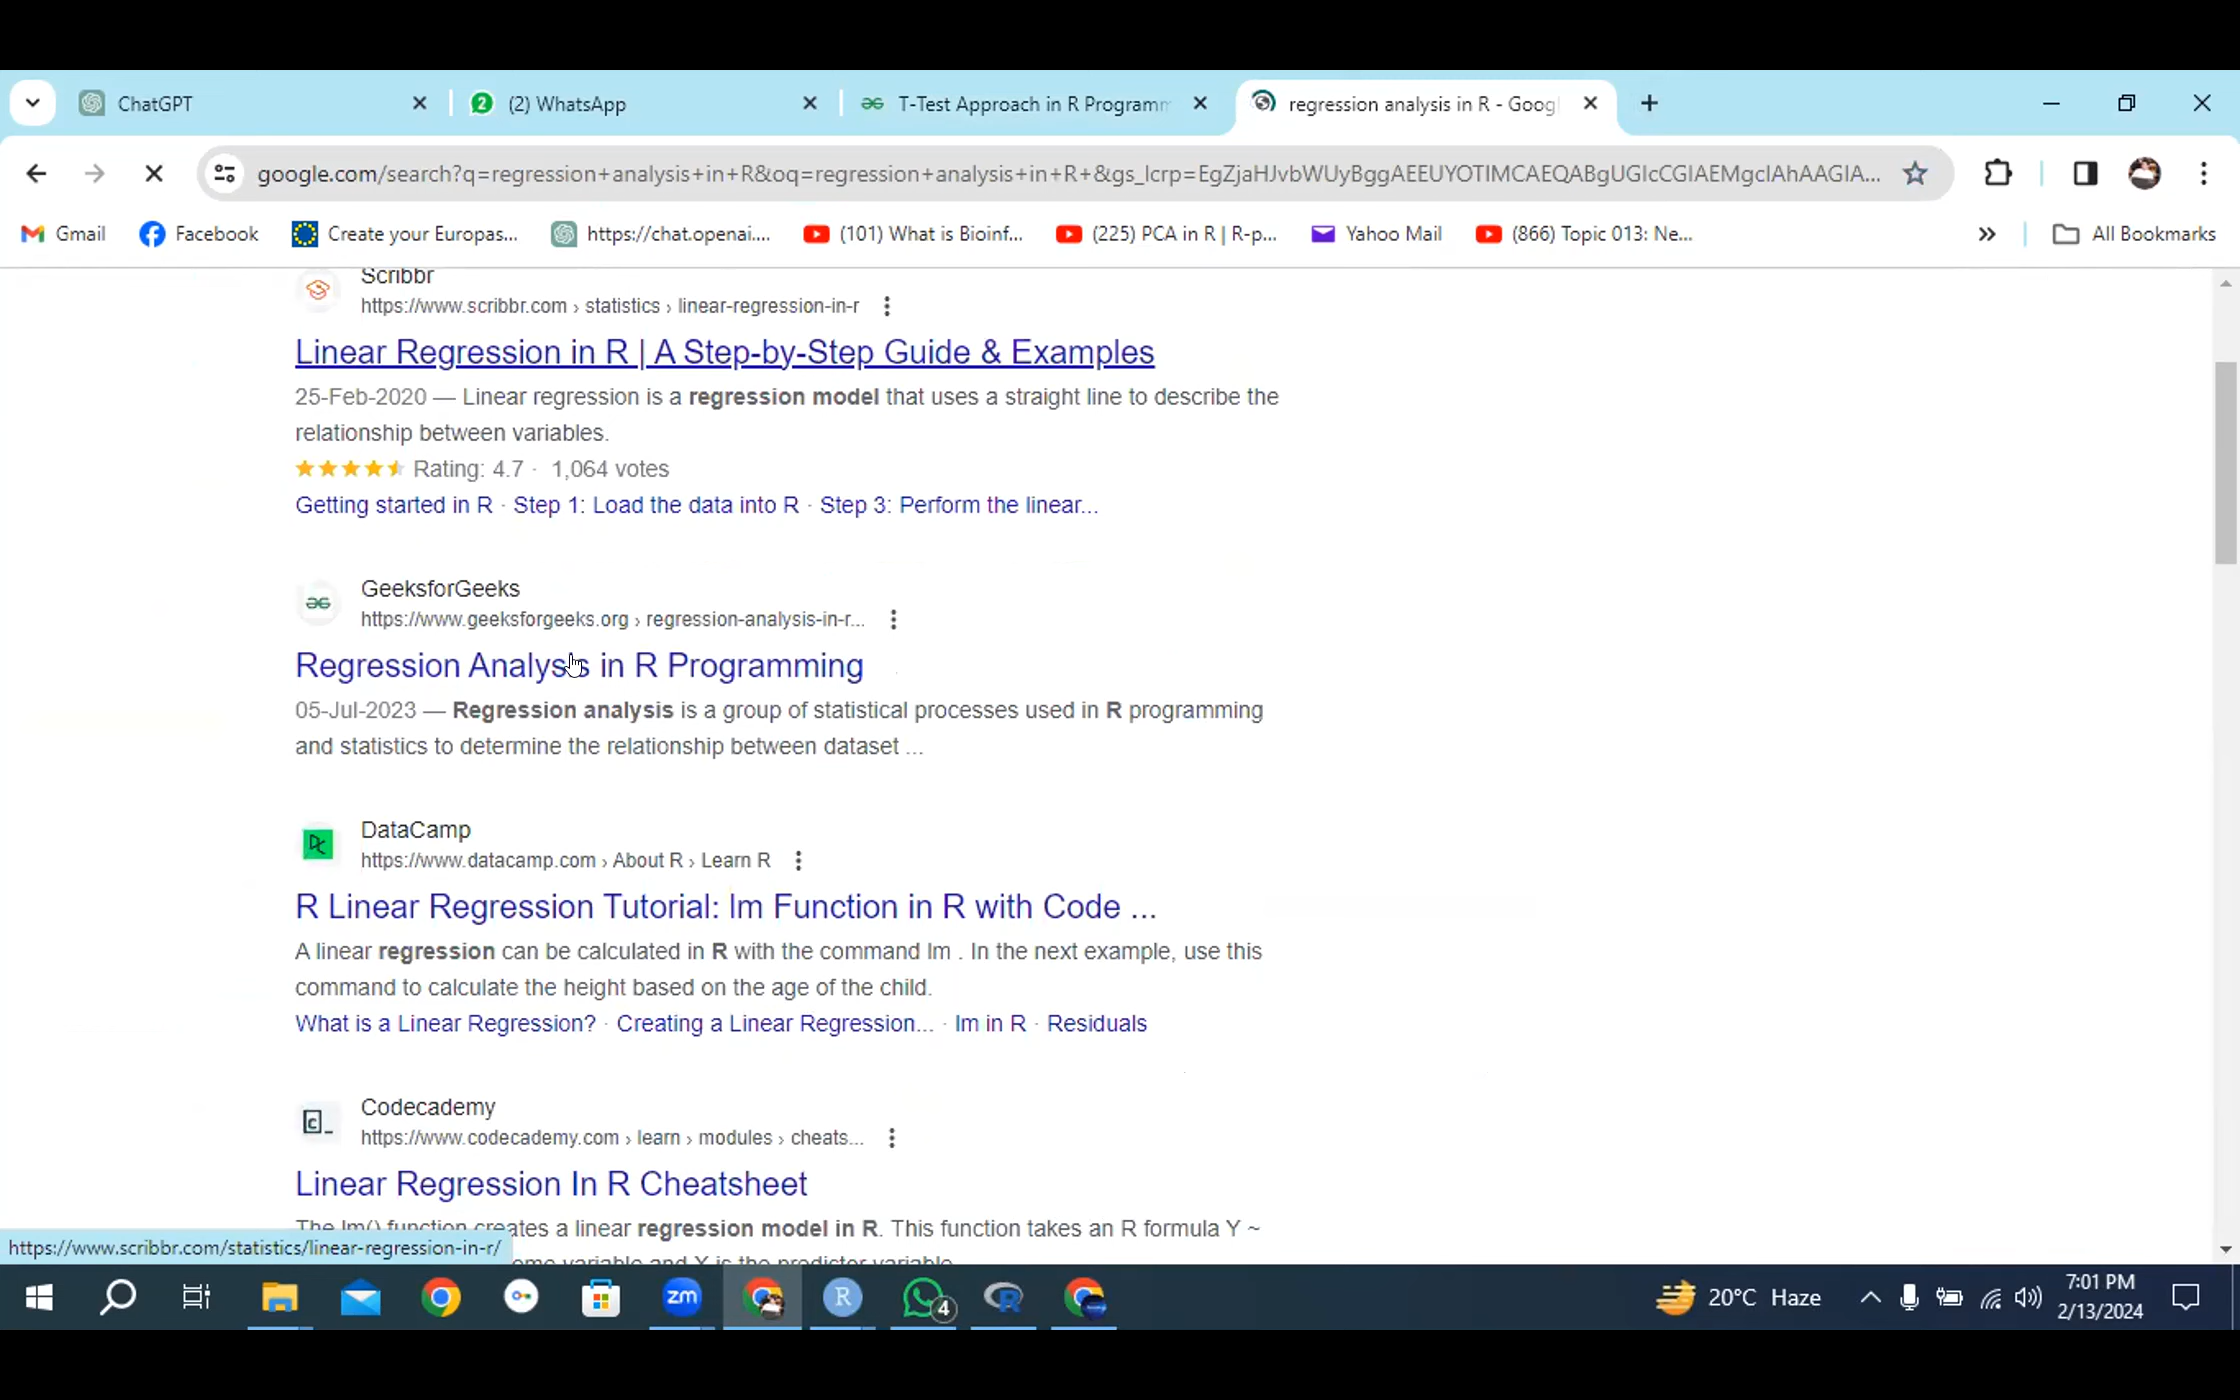 ChatGPT
2 (2) WhatsApp
T-Test Approach in R Programm
regression analysis in R - Goog
google.com/search?q=regression+analysis+in+R&oq=regression+analysis+in+R+&gs_lcrp=EgZjaHJvbWUyBggAEEUYOTIMCAEQABgUGIcCGIAEMgcIAhAAGIA...
Gmail
Facebook
Create your Europas...
https://chat.openai....
(101) What is Bioinf...
(225) PCA in R | R-p...
Yahoo Mail
(866) Topic 013: Ne...
All Bookmarks
Scribbr
https://www.scribbr.com › statistics › linear-regression-in-r
Linear Regression in R | A Step-by-Step Guide & Examples
25-Feb-2020 — Linear regression is a regression model that uses a straight line to describe the
relationship between variables.
Rating: 4.7 · 1,064 votes
Getting started in R · Step 1: Load the data into R · Step 3: Perform the linear...
GeeksforGeeks
https://www.geeksforgeeks.org › regression-analysis-in-r...
Regression Analysis in R Programming
05-Jul-2023 — Regression analysis is a group of statistical processes used in R programming
and statistics to determine the relationship between dataset ...
DataCamp
https://www.datacamp.com › About R › Learn R
R Linear Regression Tutorial: lm Function in R with Code ...
A linear regression can be calculated in R with the command lm . In the next example, use this
command to calculate the height based on the age of the child.
What is a Linear Regression? · Creating a Linear Regression... · lm in R · Residuals
Codecademy
https://www.codecademy.com › learn › modules › cheats...
Linear Regression In R Cheatsheet
The lm() function creates a linear regression model in R. This function takes an R formula Y ~
https://www.scribbr.com/statistics/linear-regression-in-r/
ome variable and X is the predictor variable
zm
R
4
R
20°C Haze
7:01 PM
2/13/2024